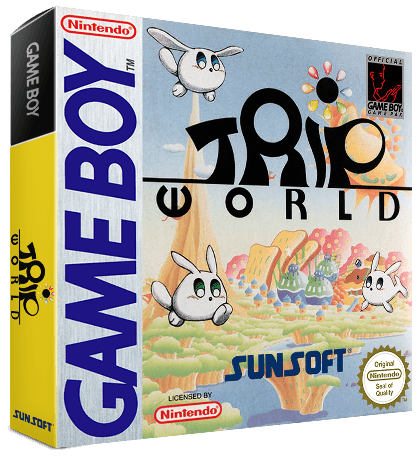 GAME BOY
TRIP
WORLD
SUNSOFT
Nintendo
GAME BOY
TM
OFFICIAL
GAME BOY
GAME PAK
TRIP
WORLD
SUNSOFT®
LICENSED BY
Nintendo
Original
Nintendo
Seal of
Quality
TM